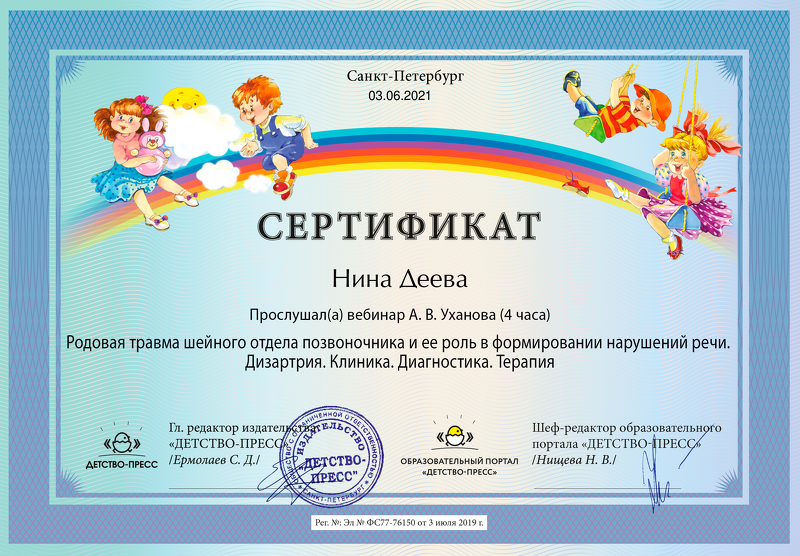 Санкт-Петербург
03.06.2021
СЕРТИФИКАТ
Нина Деева
Прослушал(а) вебинар А. В. Уханова (4 часа)
Родовая травма шейного отдела позвоночника и ее роль в формировании нарушений речи.
Дизартрия. Клиника. Диагностика. Терапия
ДЕТСТВО-ПРЕСС
Гл. редактор издательства
«ДЕТСТВО-ПРЕСС»
/Ермолаев С. Д./
ОБЩЕСТВО С ОГРАНИЧЕННОЙ ОТВЕТСТВЕННОСТЬЮ
ИЗДАТЕЛЬСТВО
"ДЕТСТВО-
ПРЕСС"
САНКТ-ПЕТЕРБУРГ
ОБРАЗОВАТЕЛЬНЫЙ ПОРТАЛ
«ДЕТСТВО-ПРЕСС»
Шеф-редактор образовательного
портала «ДЕТСТВО-ПРЕСС»
/Нищева Н. В./
Рег. №: Эл № ФС77-76150 от 3 июля 2019 г.